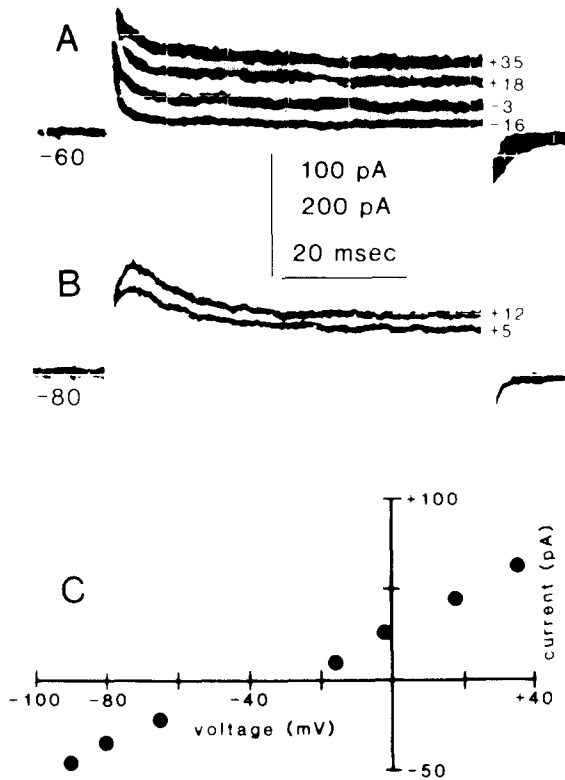 A
+35
+18
-3
-16
-60
100 pA
200 pA
20 msec
B
+12
+5
-80
C
+100
current (pA)
-100
-80
-40
+40
voltage (mV)
-50